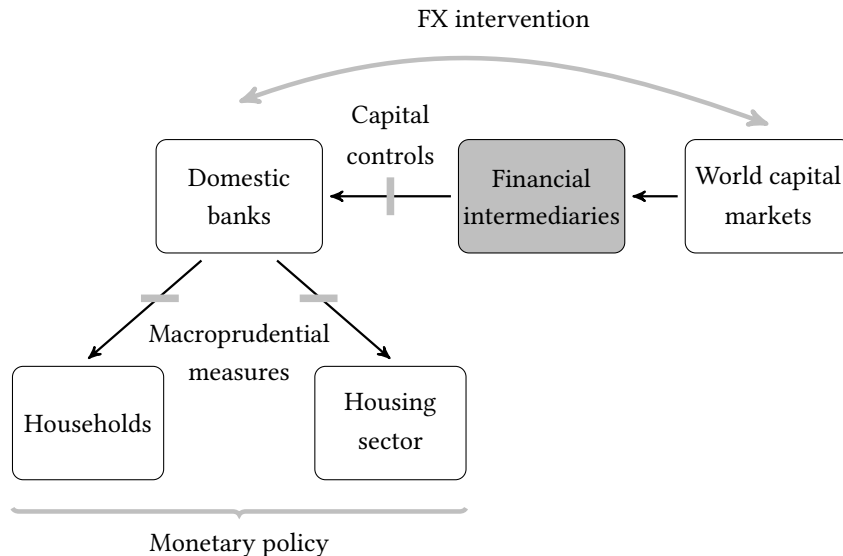 FX intervention
Capital
controls
Domestic
banks
Financial
intermediaries
World capital
markets
Macroprudential
measures
Households
Housing
sector
Monetary policy